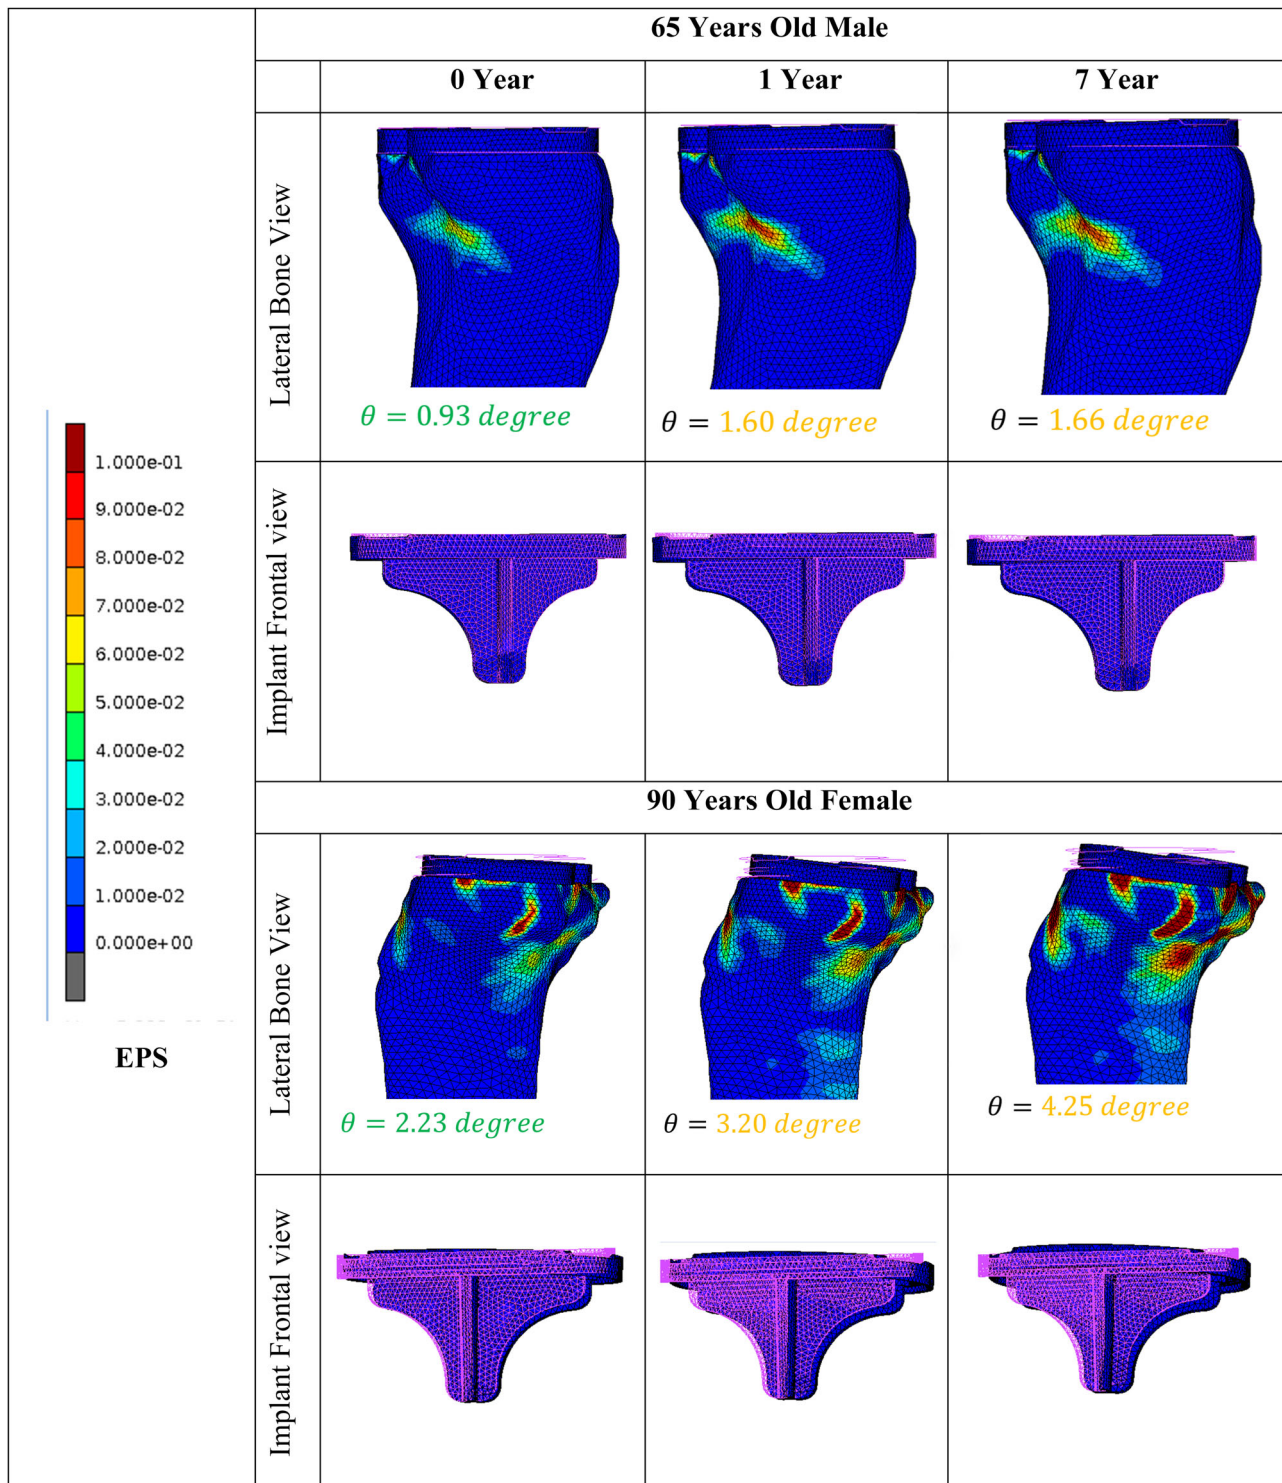 65 Years Old Male
0 Year
1 Year
7 Year
Lateral Bone View
θ = 0.93 degree
θ = 1.60 degree
θ = 1.66 degree
Implant Frontal view
1.000e-01
9.000e-02
8.000e-02
7.000e-02
6.000e-02
5.000e-02
4.000e-02
3.000e-02
2.000e-02
1.000e-02
0.000e+00
EPS
90 Years Old Female
Lateral Bone View
θ = 2.23 degree
θ = 3.20 degree
θ = 4.25 degree
Implant Frontal view